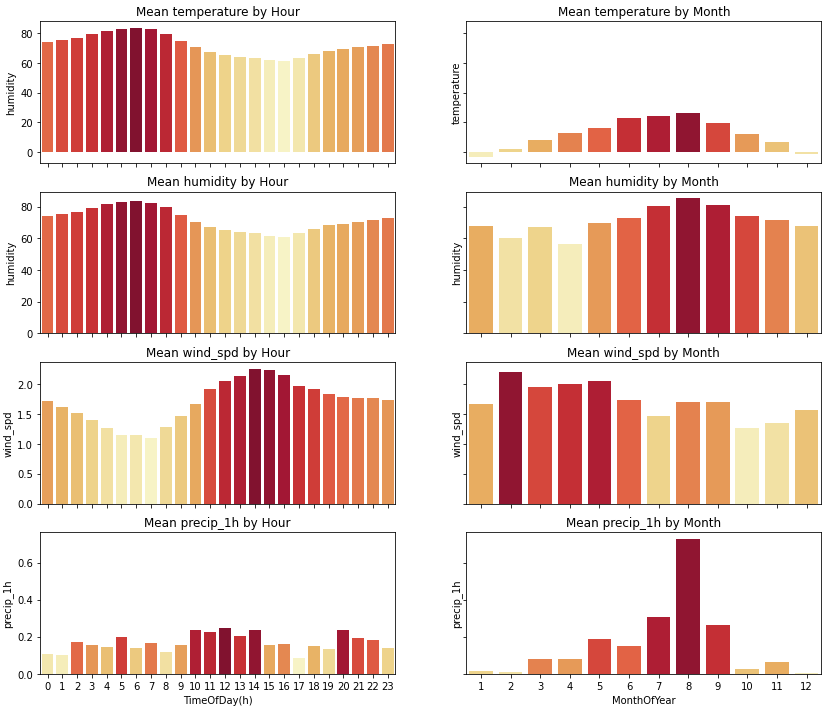 Mean temperature by Hour
Mean temperature by Month
humidity
80
60
40
20
0
temperature
Mean humidity by Hour
Mean humidity by Month
humidity
80
60
40
20
0
humidity
Mean wind_spd by Hour
Mean wind_spd by Month
wind_spd
2.0
1.5
1.0
0.5
0.0
wind_spd
Mean precip_1h by Hour
Mean precip_1h by Month
precip_1h
0.6
0.4
0.2
0.0
precip_1h
0 1 2 3 4 5 6 7 8 9 10 11 12 13 14 15 16 17 18 19 20 21 22 23
1 2 3 4 5 6 7 8 9 10 11 12
TimeOfDay(h)
MonthOfYear